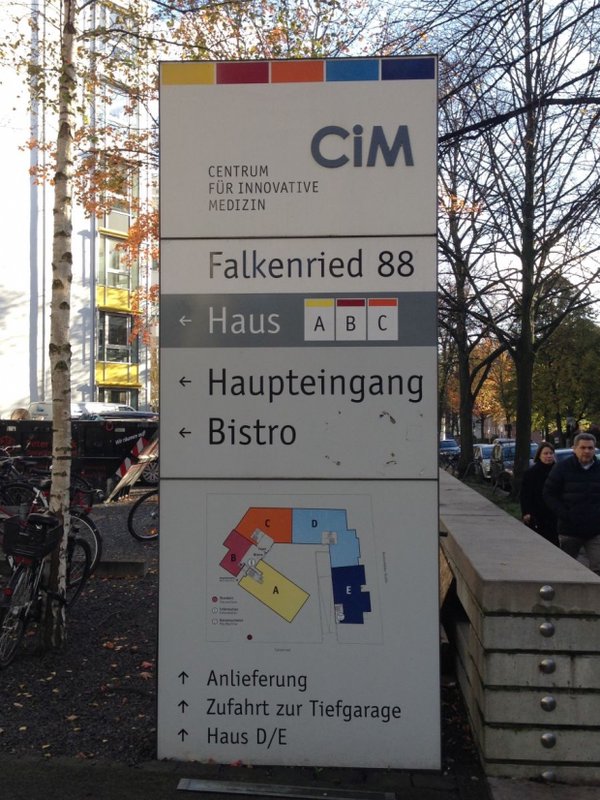 CiM
CENTRUM
FÜR INNOVATIVE
MEDIZIN
Falkenried 88
← Haus A B C
← Haupteingang
← Bistro
C D
B
A E
↑ Anlieferung
↑ Zufahrt zur Tiefgarage
↑ Haus D/E